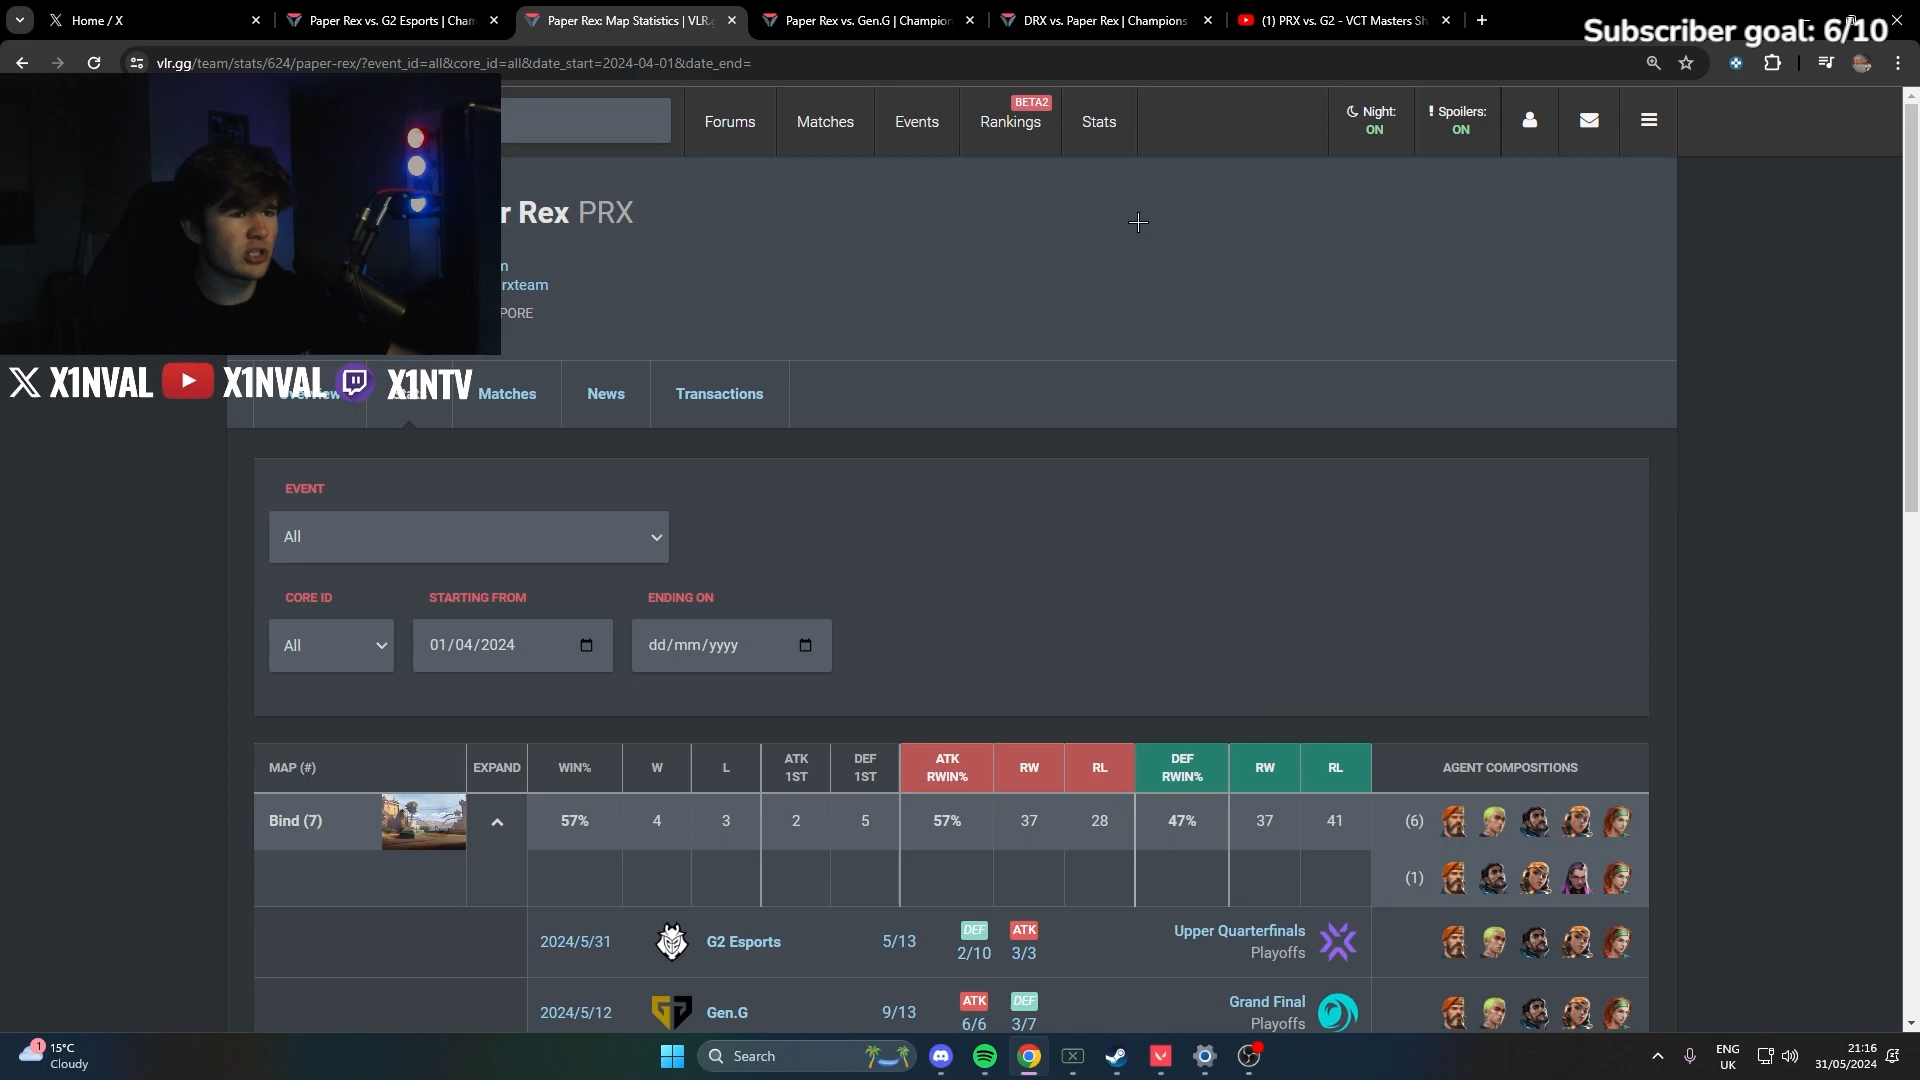 Home / X
Paper Rex vs. G2 Esports | Cham
Paper Rex: Map Statistics | VLR.
Paper Rex vs. Gen.G | Champion
DRX vs. Paper Rex | Champions
(1) PRX vs. G2 - VCT Masters Sh
Subscriber goal: 6/10
vlr.gg/team/stats/624/paper-rex/?event_id=all&core_id=all&date_start=2024-04-01&date_end=
Forums
Matches
Events
BETA2
Rankings
Stats
Night:
ON
Spoilers:
ON
r Rex PRX
rxteam
PORE
X1NVAL
X1NVAL
X1NTV
Overview
Matches
News
Transactions
EVENT
All
CORE ID
STARTING FROM
ENDING ON
All
01/04/2024
dd/mm/yyyy
MAP (#)
EXPAND
WIN%
W
L
ATK 1ST
DEF 1ST
ATK RWIN%
RW
RL
DEF RWIN%
RW
RL
AGENT COMPOSITIONS
Bind (7)
57%
4
3
2
5
57%
37
28
47%
37
41
(6)
(1)
2024/5/31
G2 Esports
5/13
DEF
2/10
ATK
3/3
Upper Quarterfinals
Playoffs
2024/5/12
Gen.G
9/13
ATK
6/6
DEF
3/7
Grand Final
Playoffs
1
15°C
Cloudy
Search
ENG
UK
21:16
31/05/2024